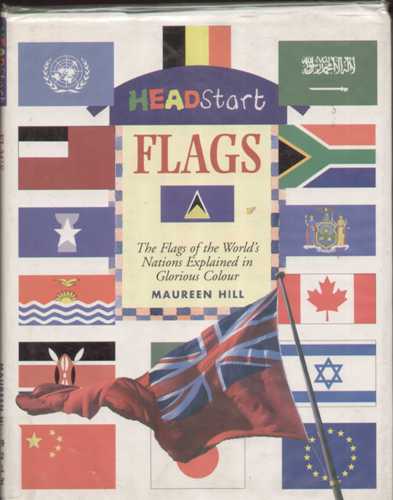 HEADSTART
FLAGS
The Flags of the World's
Nations Explained in
Glorious Colour
MAUREEN HILL